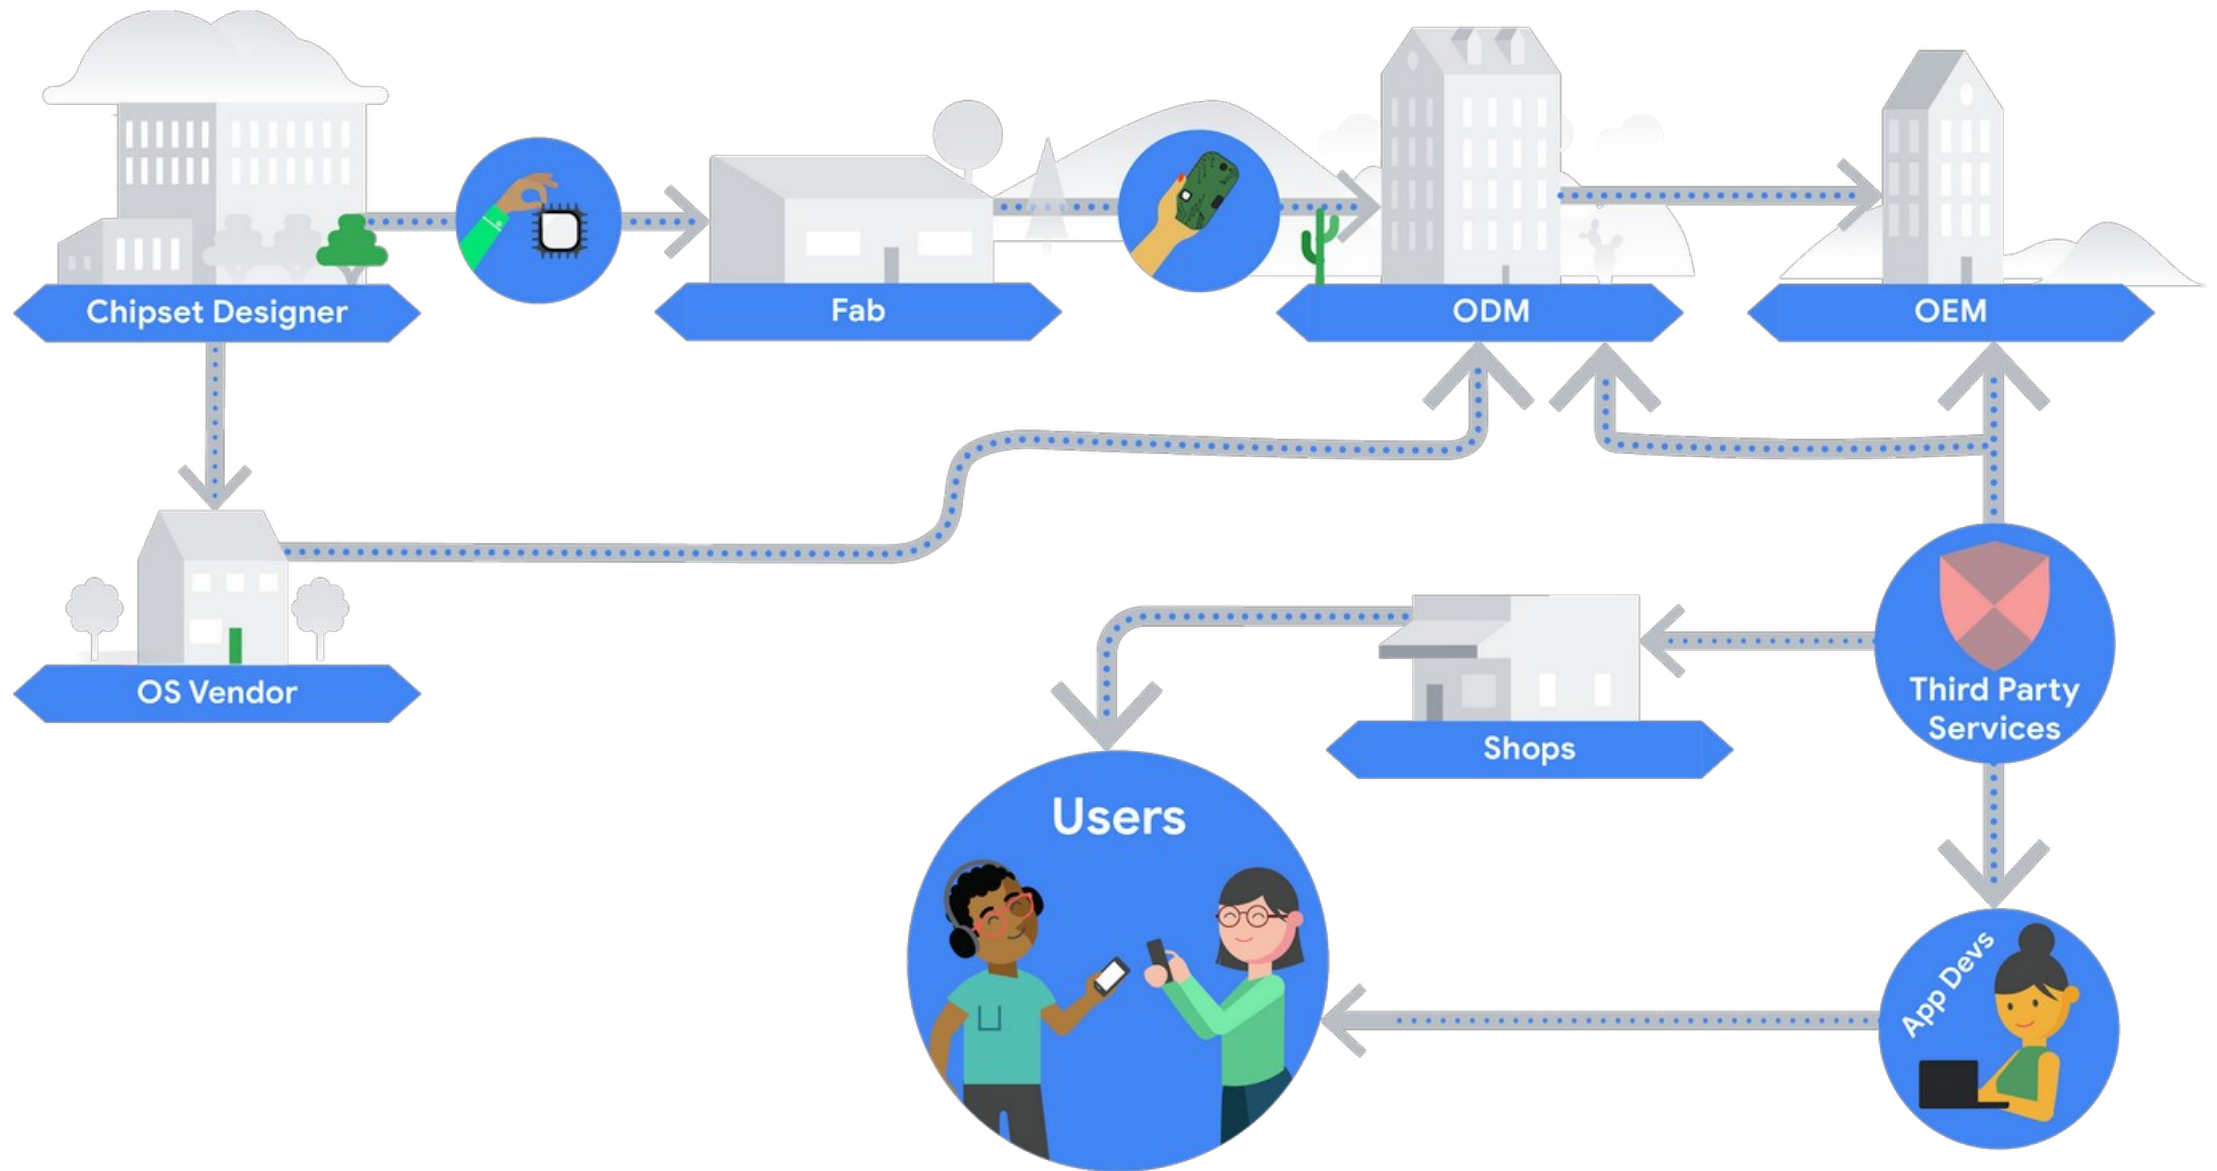 Chipset Designer
Fab
ODM
OEM
OS Vendor
Third Party
Services
Shops
Users
App Devs